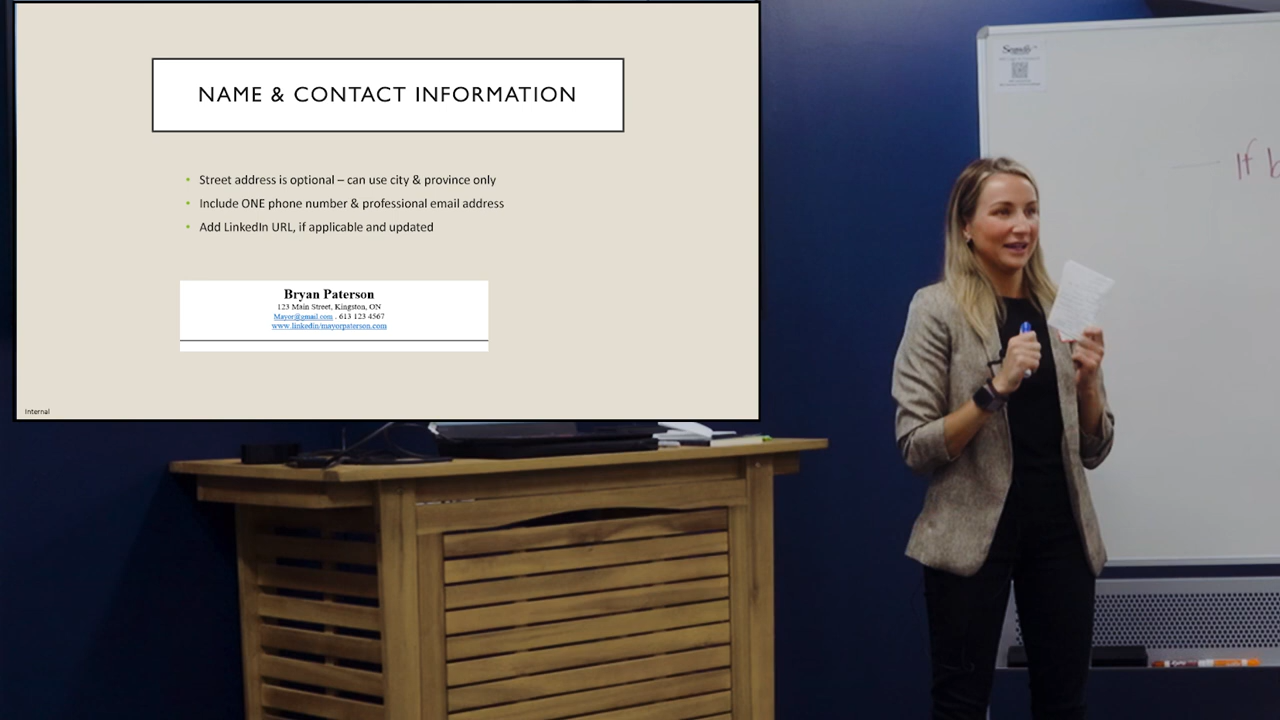 NAME & CONTACT INFORMATION
• Street address is optional – can use city & province only
• Include ONE phone number & professional email address
• Add LinkedIn URL, if applicable and updated
Bryan Paterson
123 Main Street, Kingston, ON
Mayor@gmail.com . 613 123 4567
www.linkedin/mayorpaterson.com
Internal
If